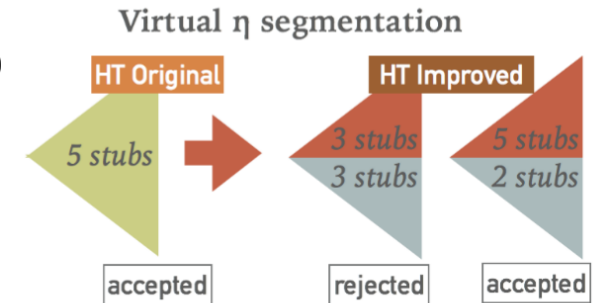 Virtual η segmentation
HT Original
HT Improved
5 stubs
3 stubs
3 stubs
5 stubs
2 stubs
accepted
rejected
accepted